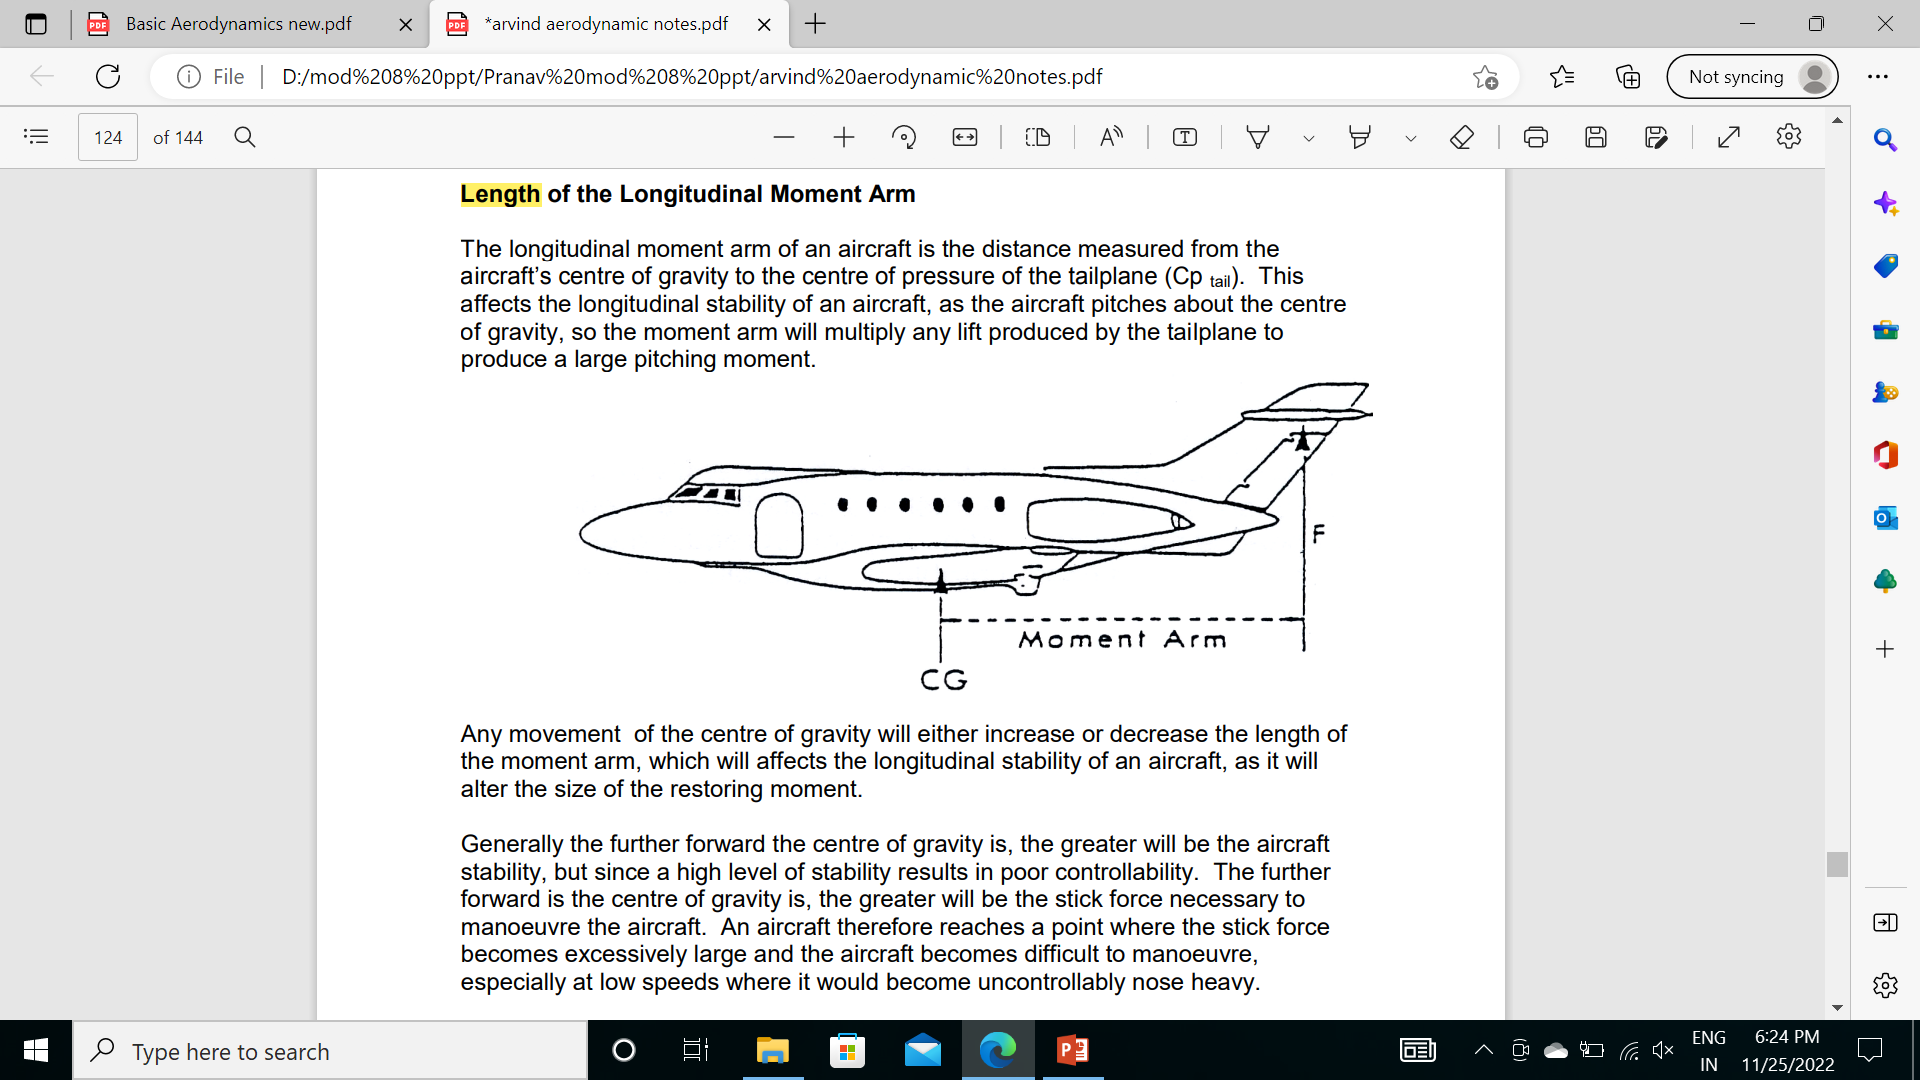 Basic Aerodynamics new.pdf
*arvind aerodynamic notes.pdf
File
D:/mod%208%20ppt/Pranav%20mod%208%20ppt/arvind%20aerodynamic%20notes.pdf
Not syncing
124 of 144
Length of the Longitudinal Moment Arm
The longitudinal moment arm of an aircraft is the distance measured from the
aircraft’s centre of gravity to the centre of pressure of the tailplane (Cp tail).  This
affects the longitudinal stability of an aircraft, as the aircraft pitches about the centre
of gravity, so the moment arm will multiply any lift produced by the tailplane to
produce a large pitching moment.
F
Moment Arm
CG
Any movement  of the centre of gravity will either increase or decrease the length of
the moment arm, which will affects the longitudinal stability of an aircraft, as it will
alter the size of the restoring moment.
Generally the further forward the centre of gravity is, the greater will be the aircraft
stability, but since a high level of stability results in poor controllability.  The further
forward is the centre of gravity is, the greater will be the stick force necessary to
manoeuvre the aircraft.  An aircraft therefore reaches a point where the stick force
becomes excessively large and the aircraft becomes difficult to manoeuvre,
especially at low speeds where it would become uncontrollably nose heavy.
Type here to search
ENG
IN
6:24 PM
11/25/2022